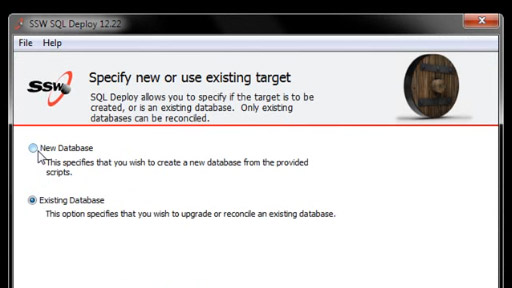 SSW SQL Deploy 12.22
File Help
SSW
Specify new or use existing target
SQL Deploy allows you to specify if the target is to be
created, or is an existing database. Only existing
databases can be reconciled.
New Database
This specifies that you wish to create a new database from the provided
scripts.
Existing Database
This option specifies that you wish to upgrade or reconcile an existing database.